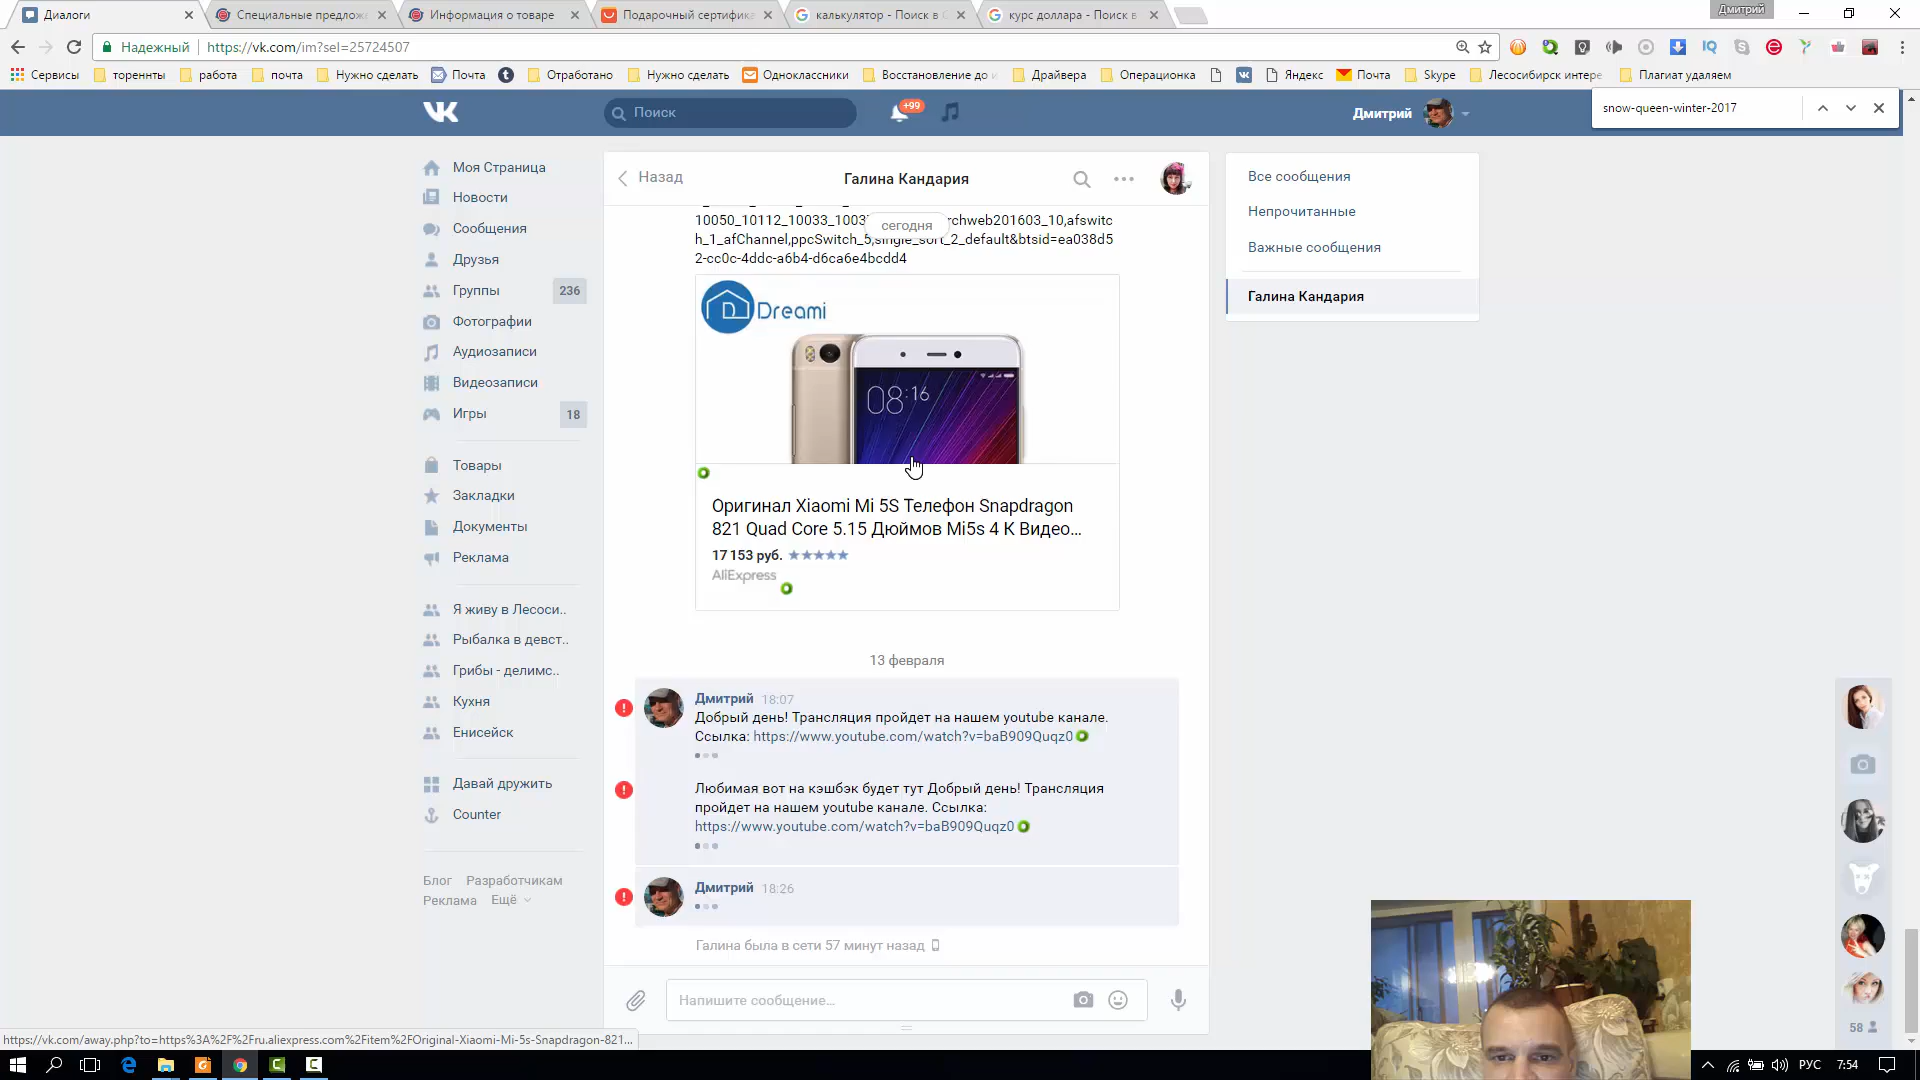 Диалоги
Специальные предлож
Информация о товаре
Подарочный сертифика
калькулятор - Поиск в G
курс доллара - Поиск в
Дмитрий
Надежный
https://vk.com/im?sel=25724507
Сервисы
торенnты
работа
почта
Нужно сделать
Почта
Отработано
Нужно сделать
Одноклассники
Восстановление до и
Драйвера
Операционка
Яндекс
Почта
Skype
Лесосибирск интере
Плагиат удаляем
Поиск
+99
Дмитрий
snow-queen-winter-2017
Моя Страница
Новости
Сообщения
Друзья
Группы
236
Фотографии
Аудиозаписи
Видеозаписи
Игры
18
Товары
Закладки
Документы
Реклама
Я живу в Лесоси..
Рыбалка в девст..
Грибы - делимс..
Кухня
Енисейск
Давай дружить
Counter
Блог Разработчикам
Реклама Ещё
Назад
Галина Кандария
10050_10112_10033_1003
сегодня
rchweb201603_10,afswitc
h_1_afChannel,ppcSwitch_5,single_sort_2_default&btsid=ea038d5
2-cc0c-4ddc-a6b4-d6ca6e4bcdd4
Dreami
08:16
Оригинал Xiaomi Mi 5S Телефон Snapdragon
821 Quad Core 5.15 Дюймов Mi5s 4 К Видео...
17 153 руб.
AliExpress
13 февраля
Дмитрий 18:07
Добрый день! Трансляция пройдет на нашем youtube канале.
Ссылка: https://www.youtube.com/watch?v=baB909Quqz0
Любимая вот на кэшбэк будет тут Добрый день! Трансляция
пройдет на нашем youtube канале. Ссылка:
https://www.youtube.com/watch?v=baB909Quqz0
Дмитрий 18:26
Галина была в сети 57 минут назад
Напишите сообщение...
Все сообщения
Непрочитанные
Важные сообщения
Галина Кандария
58
https://vk.com/away.php?to=https%3A%2F%2Fru.aliexpress.com%2Fitem%2FOriginal-Xiaomi-Mi-5s-Snapdragon-821...
РУС
7:54